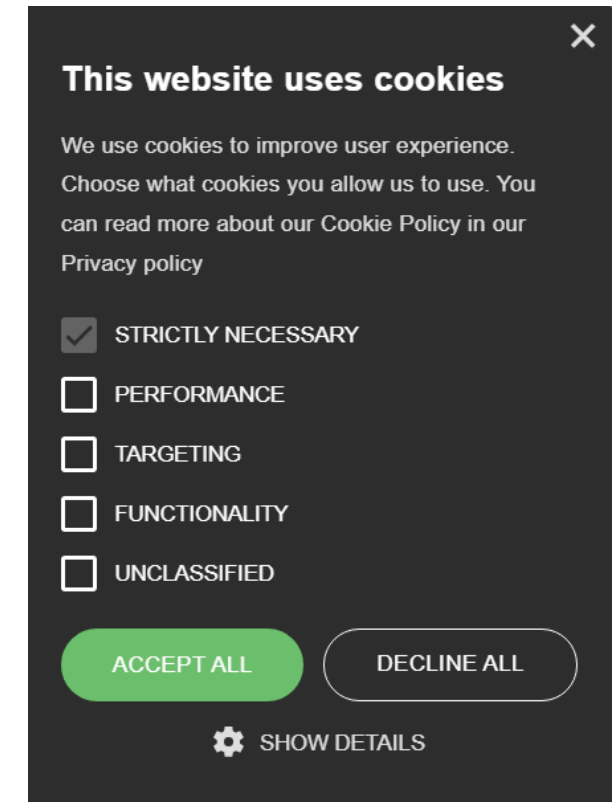 This website uses cookies
We use cookies to improve user experience.
Choose what cookies you allow us to use. You
can read more about our Cookie Policy in our
Privacy policy
STRICTLY NECESSARY
PERFORMANCE
TARGETING
FUNCTIONALITY
UNCLASSIFIED
ACCEPT ALL DECLINE ALL
SHOW DETAILS